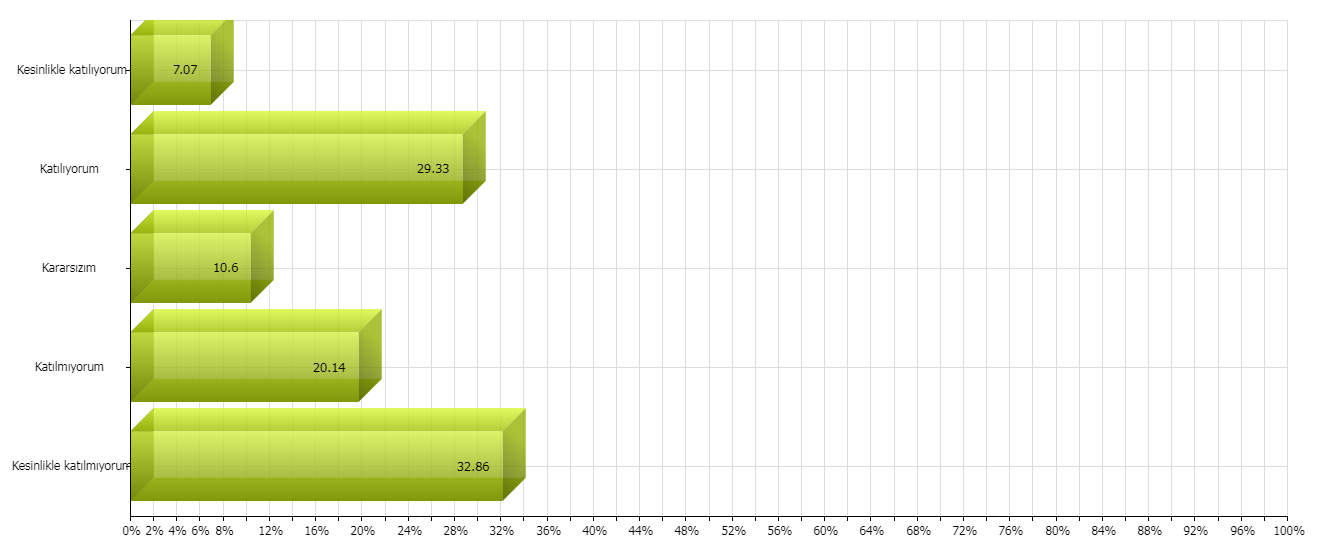 Kesinlikle katılıyorum
7.07
Katılıyorum
29.33
Kararsızım
10.6
Katılmıyorum
20.14
Kesinlikle katılmıyorum
32.86
0% 2% 4% 6% 8% 12% 16% 20% 24% 28% 32% 36% 40% 44% 48% 52% 56% 60% 64% 68% 72% 76% 80% 84% 88% 92% 96% 100%